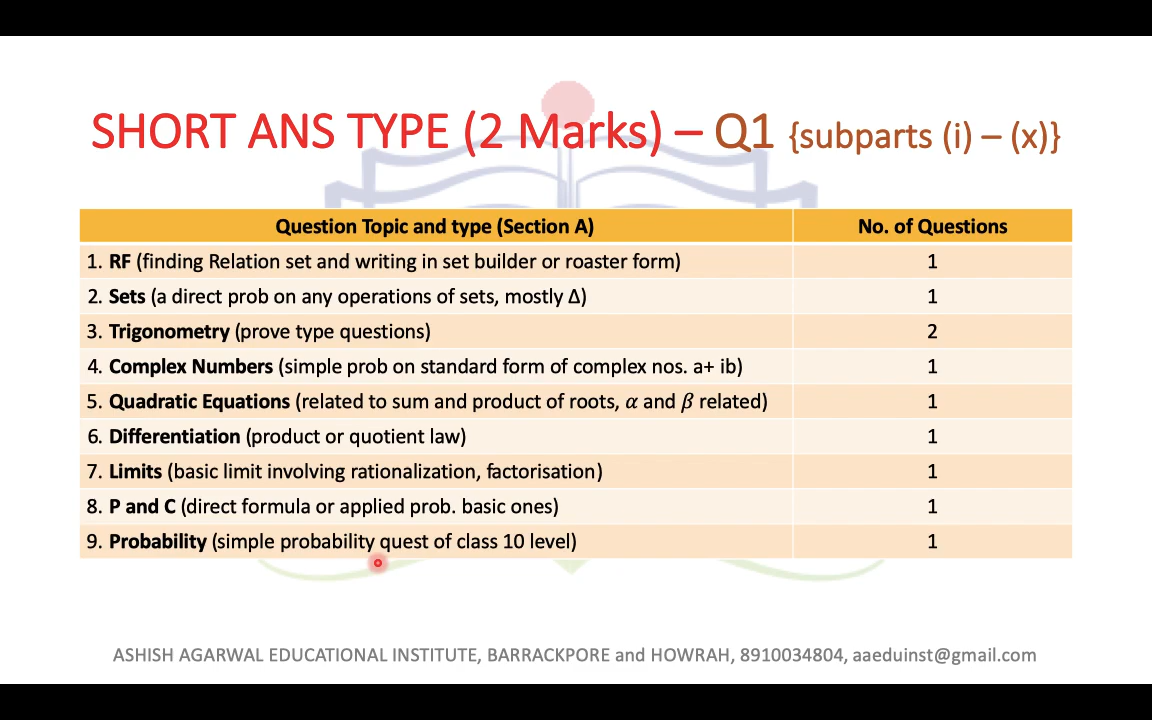 SHORT ANS TYPE (2 Marks) – Q1 {subparts (i) – (x)}
Question Topic and type (Section A) No. of Questions
1. RF (finding Relation set and writing in set builder or roaster form) 1
2. Sets (a direct prob on any operations of sets, mostly Δ) 1
3. Trigonometry (prove type questions) 2
4. Complex Numbers (simple prob on standard form of complex nos. a+ ib) 1
5. Quadratic Equations (related to sum and product of roots, α and β related) 1
6. Differentiation (product or quotient law) 1
7. Limits (basic limit involving rationalization, factorisation) 1
8. P and C (direct formula or applied prob. basic ones) 1
9. Probability (simple probability quest of class 10 level) 1
ASHISH AGARWAL EDUCATIONAL INSTITUTE, BARRACKPORE and HOWRAH, 8910034804, aaeduinst@gmail.com